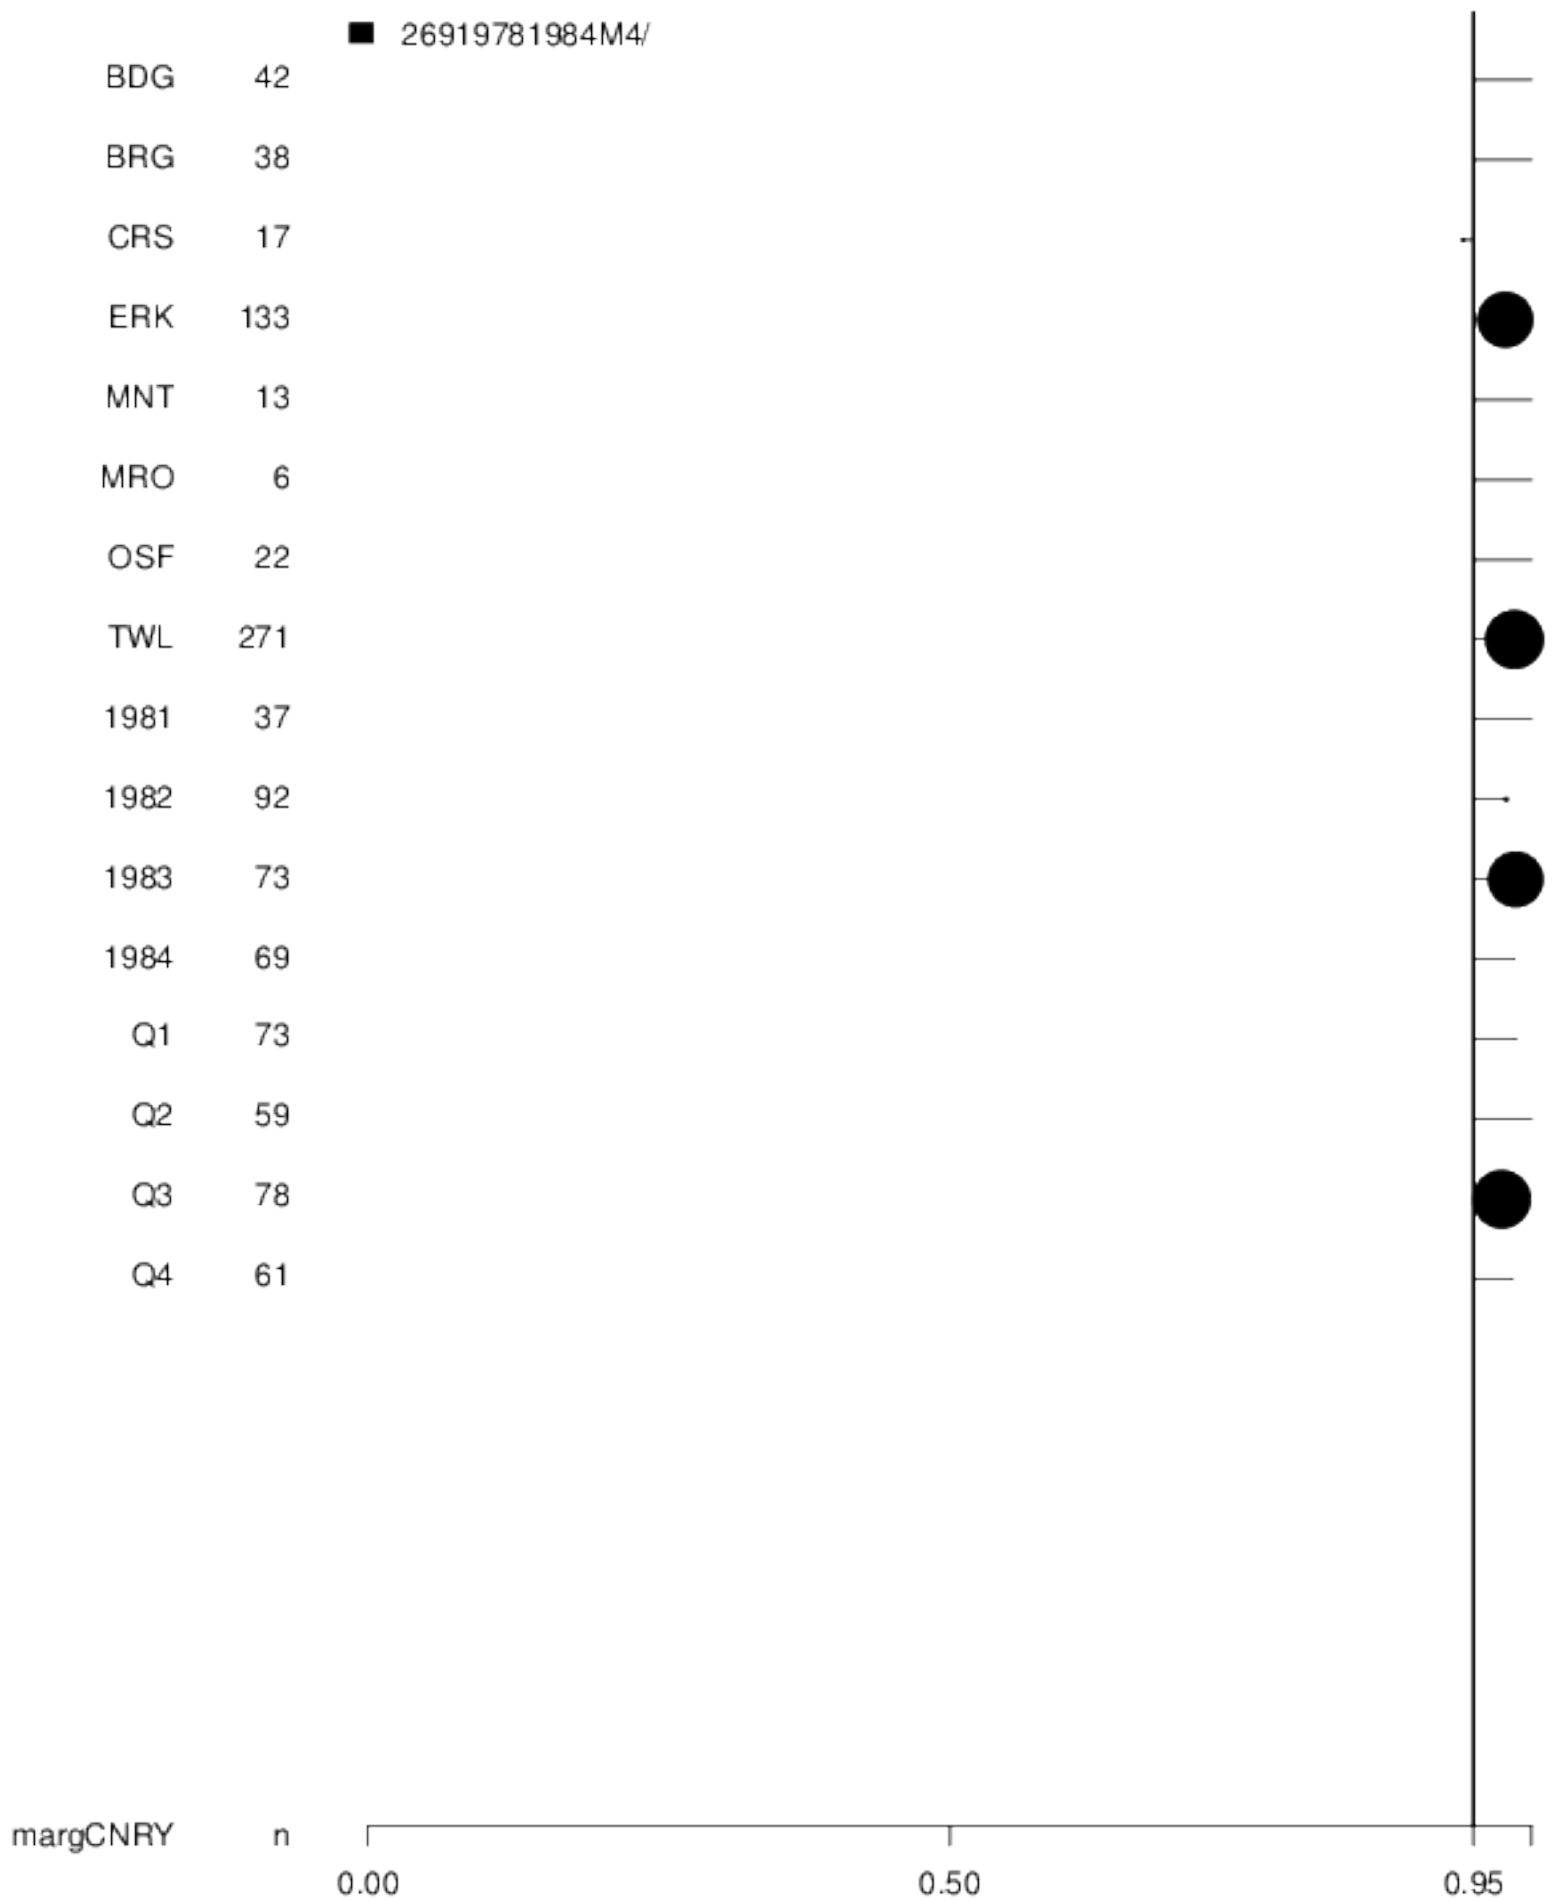 26919781984M4/
BDG 42
BRG 38
CRS 17
ERK 133
MNT 13
MRO 6
OSF 22
TWL 271
1981 37
1982 92
1983 73
1984 69
Q1 73
Q2 59
Q3 78
Q4 61
margCNRY n
0.00 0.50 0.95